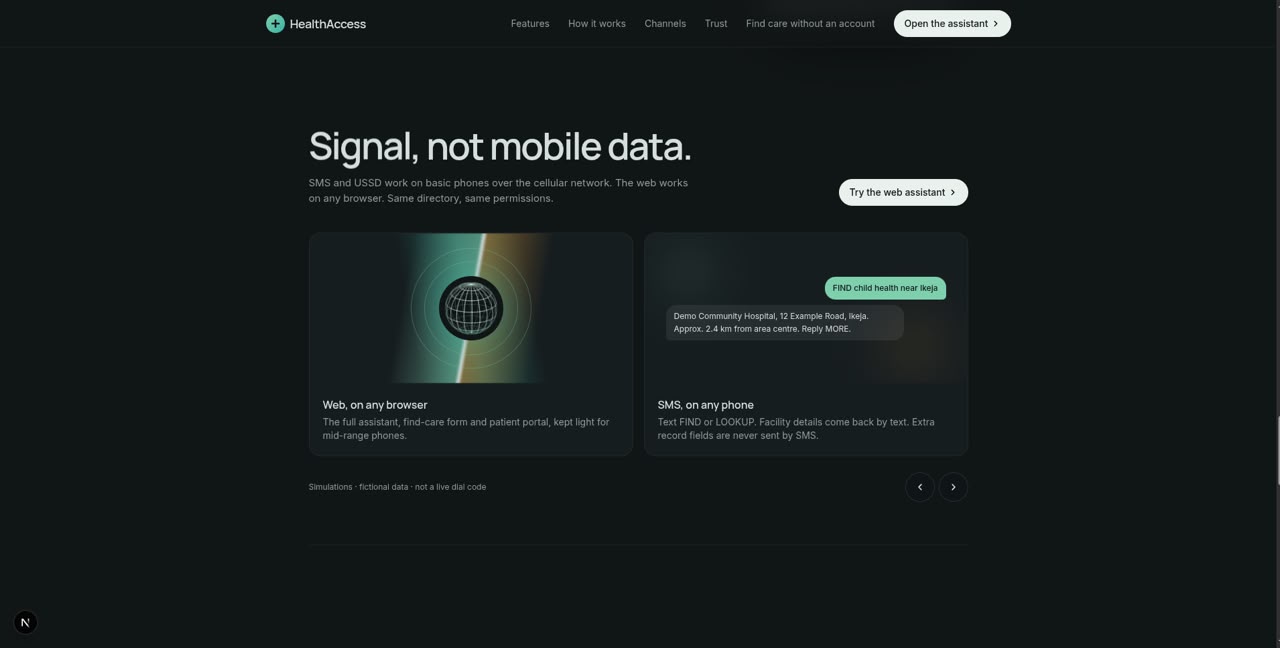 HealthAccess
Features
How it works
Channels
Trust
Find care without an account
Open the assistant
Signal, not mobile data.
SMS and USSD work on basic phones over the cellular network. The web works
on any browser. Same directory, same permissions.
Try the web assistant
FIND child health near Ikeja
Demo Community Hospital, 12 Example Road, Ikeja.
Approx. 2.4 km from area centre. Reply MORE.
Web, on any browser
The full assistant, find-care form and patient portal, kept light for
mid-range phones.
SMS, on any phone
Text FIND or LOOKUP. Facility details come back by text. Extra
record fields are never sent by SMS.
Simulations · fictional data · not a live dial code
N